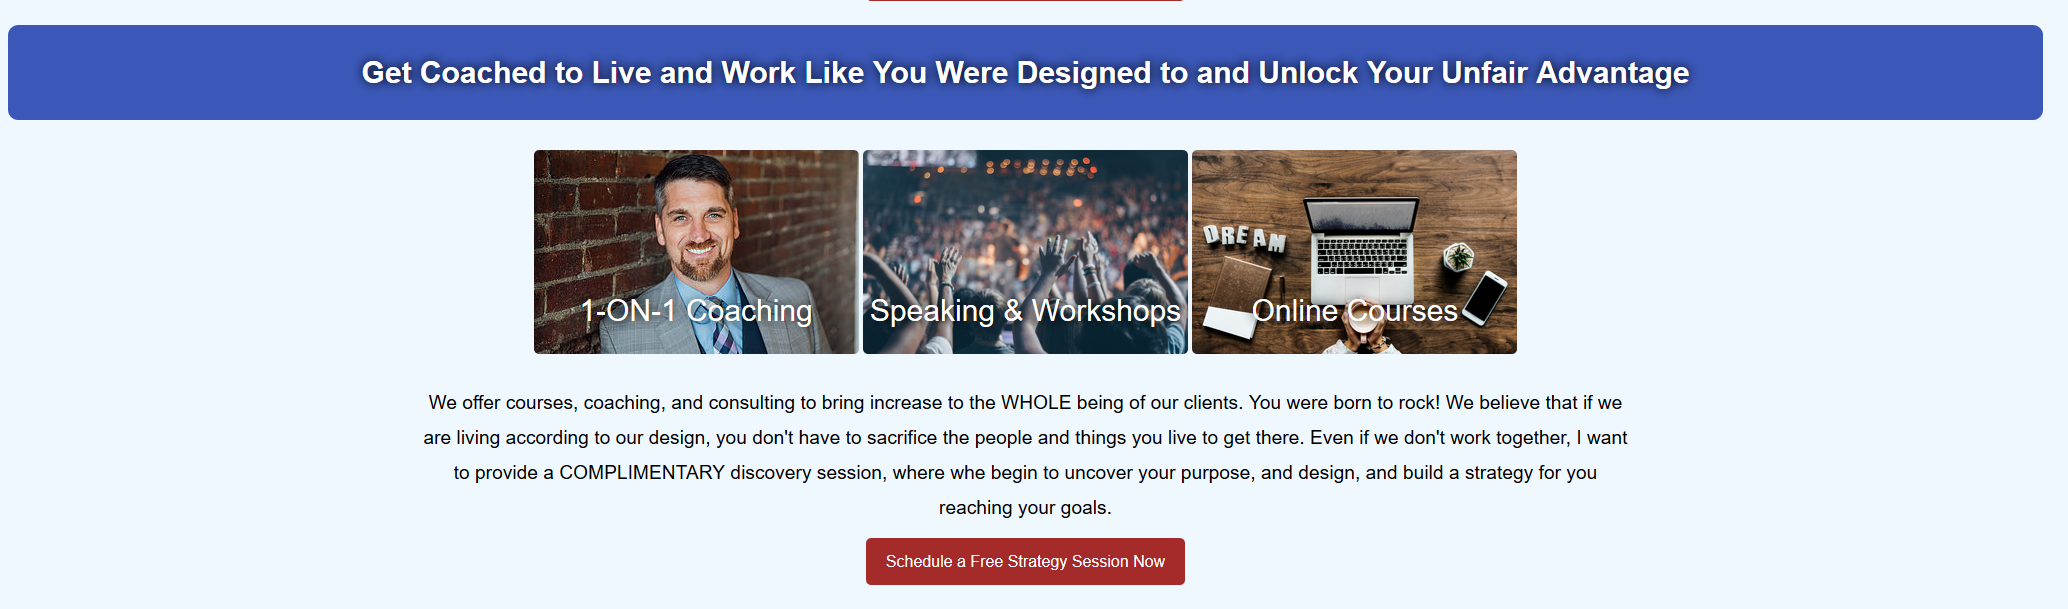 Get Coached to Live and Work Like You Were Designed to and Unlock Your Unfair Advantage
DREAM
1-ON-1 Coaching
Speaking & Workshops
Online Courses
We offer courses, coaching, and consulting to bring increase to the WHOLE being of our clients. You were born to rock! We believe that if we
are living according to our design, you don't have to sacrifice the people and things you live to get there. Even if we don't work together, I want
to provide a COMPLIMENTARY discovery session, where whe begin to uncover your purpose, and design, and build a strategy for you
reaching your goals.
Schedule a Free Strategy Session Now